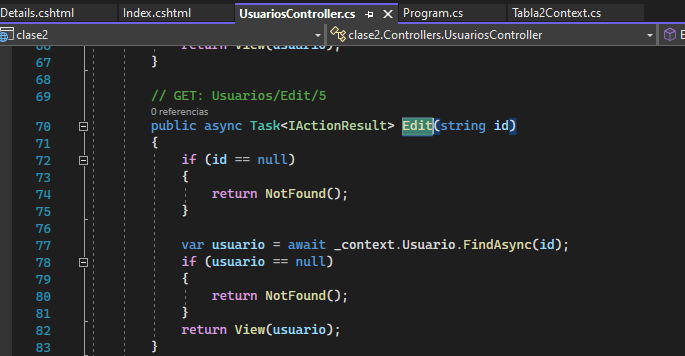 Details.cshtml Index.cshtml UsuariosController.cs Program.cs Tabla2Context.cs
clase2 clase2.Controllers.UsuariosController E
66 return View(usuario);
67 }
68
69 // GET: Usuarios/Edit/5
0 referencias
70 public async Task<IActionResult> Edit(string id)
71 {
72 if (id == null)
73 {
74 return NotFound();
75 }
76
77 var usuario = await _context.Usuario.FindAsync(id);
78 if (usuario == null)
79 {
80 return NotFound();
81 }
82 return View(usuario);
83 }